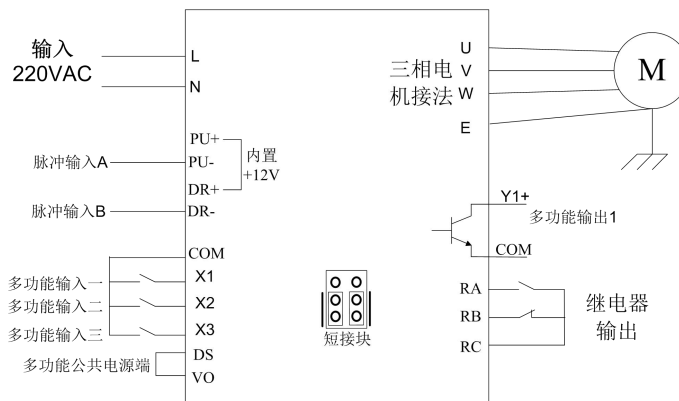 输入
220VAC
L
N
PU+
脉冲输入A
PU-
内置
+12V
DR+
脉冲输入B
DR-
COM
多功能输入一
X1
多功能输入二
X2
多功能输入三
X3
DS
多功能公共电源端
VO
短接块
U
三相电
V
机接法
W
E
M
Y1+
多功能输出1
COM
RA
RB
RC
继电器
输出